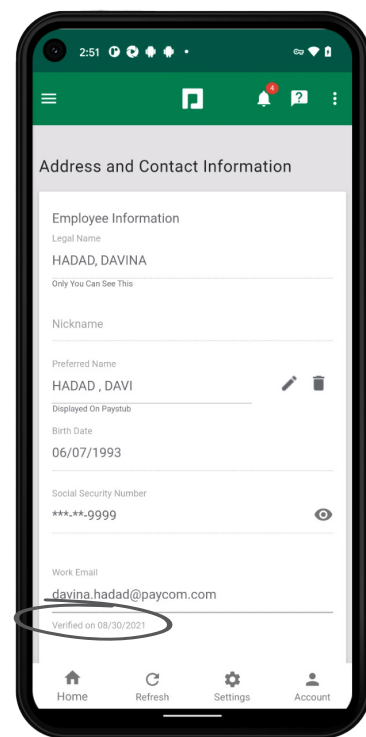 2:51
4
?
Address and Contact Information
Employee Information
Legal Name
HADAD, DAVINA
Only You Can See This
Nickname
Preferred Name
HADAD , DAVI
Displayed On Paystub
Birth Date
06/07/1993
Social Security Number
***-**-9999
Work Email
davina.hadad@paycom.com
Verified on 08/30/2021
Home Refresh Settings Account